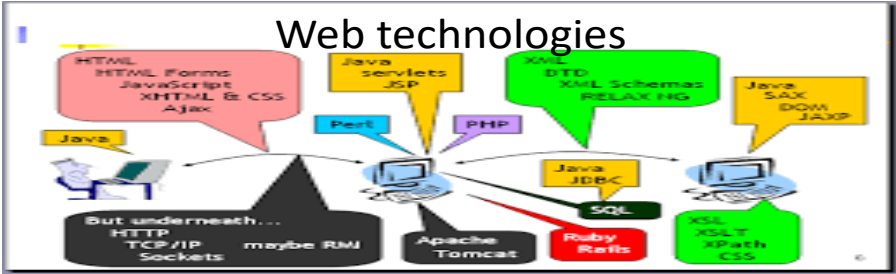 Web technologies
HTML
HTML Forms
JavaScript
XHTML & CSS
Ajax
Java
servlets
JSP
XML
DTD
XML Schemas
RELAX NG
Java
SAX
DOM
JAXP
Java
Perl
PHP
Java
JDBC
SQL
But underneath...
HTTP
TCP/IP maybe RMI
Sockets
Apache
Tomcat
Ruby
Rails
XSL
XSLT
XPath
CSS
6